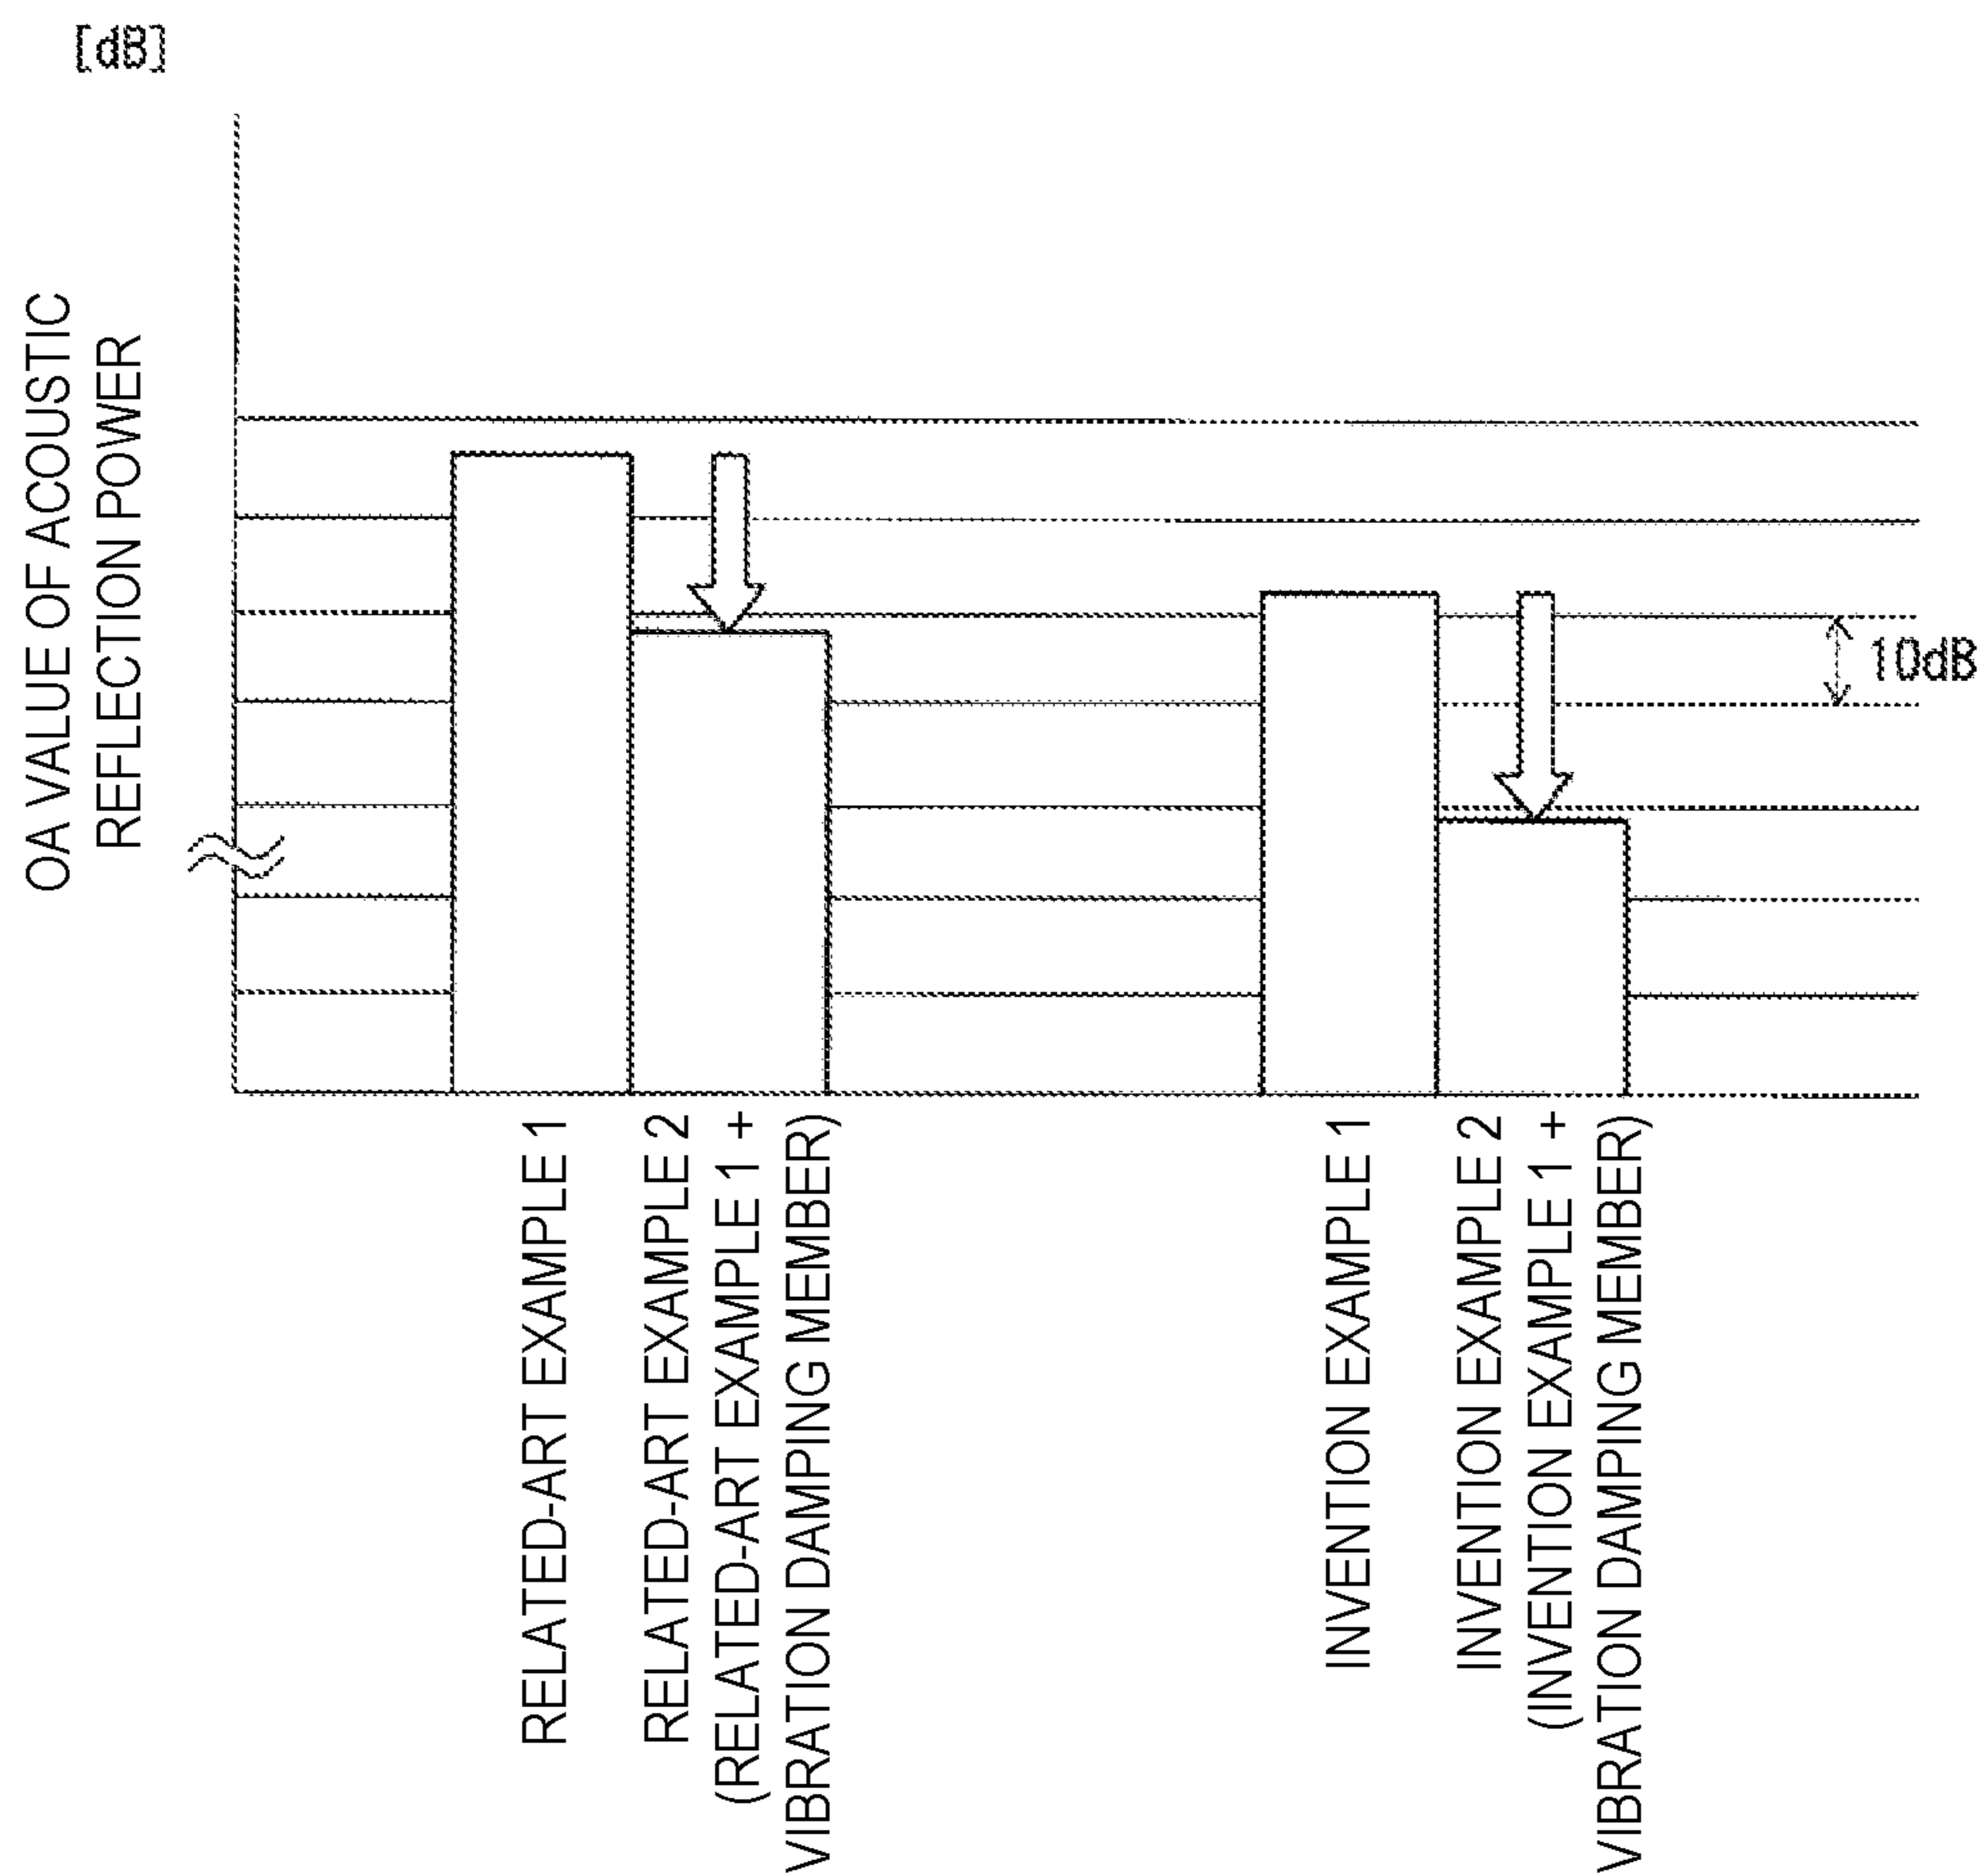 [dB]
OA VALUE OF ACOUSTIC
REFLECTION POWER
10dB
RELATED-ART EXAMPLE 1
RELATED-ART EXAMPLE 2
(RELATED-ART EXAMPLE 1 +
VIBRATION DAMPING MEMBER)
INVENTION EXAMPLE 1
INVENTION EXAMPLE 2
(INVENTION EXAMPLE 1 +
VIBRATION DAMPING MEMBER)